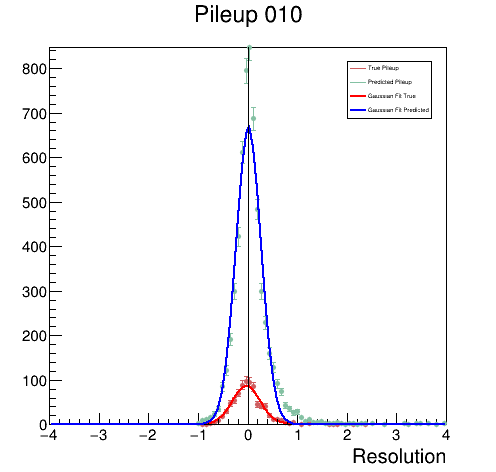 Pileup 010
True Pileup
Predicted Pileup
Gaussian Fit True
Gaussian Fit Predicted
800
700
600
500
400
300
200
100
0
−4 −3 −2 −1 0 1 2 3 4
Resolution